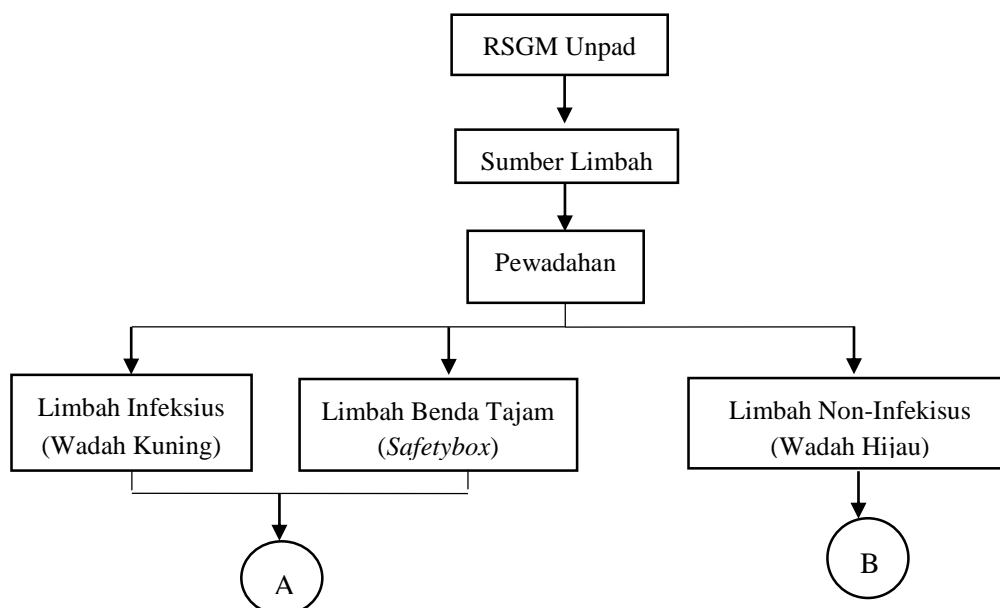 RSGM Unpad
Sumber Limbah
Pewadahan
Limbah Infeksius
(Wadah Kuning)
Limbah Benda Tajam
(Safetybox)
Limbah Non-Infekisus
(Wadah Hijau)
A
B